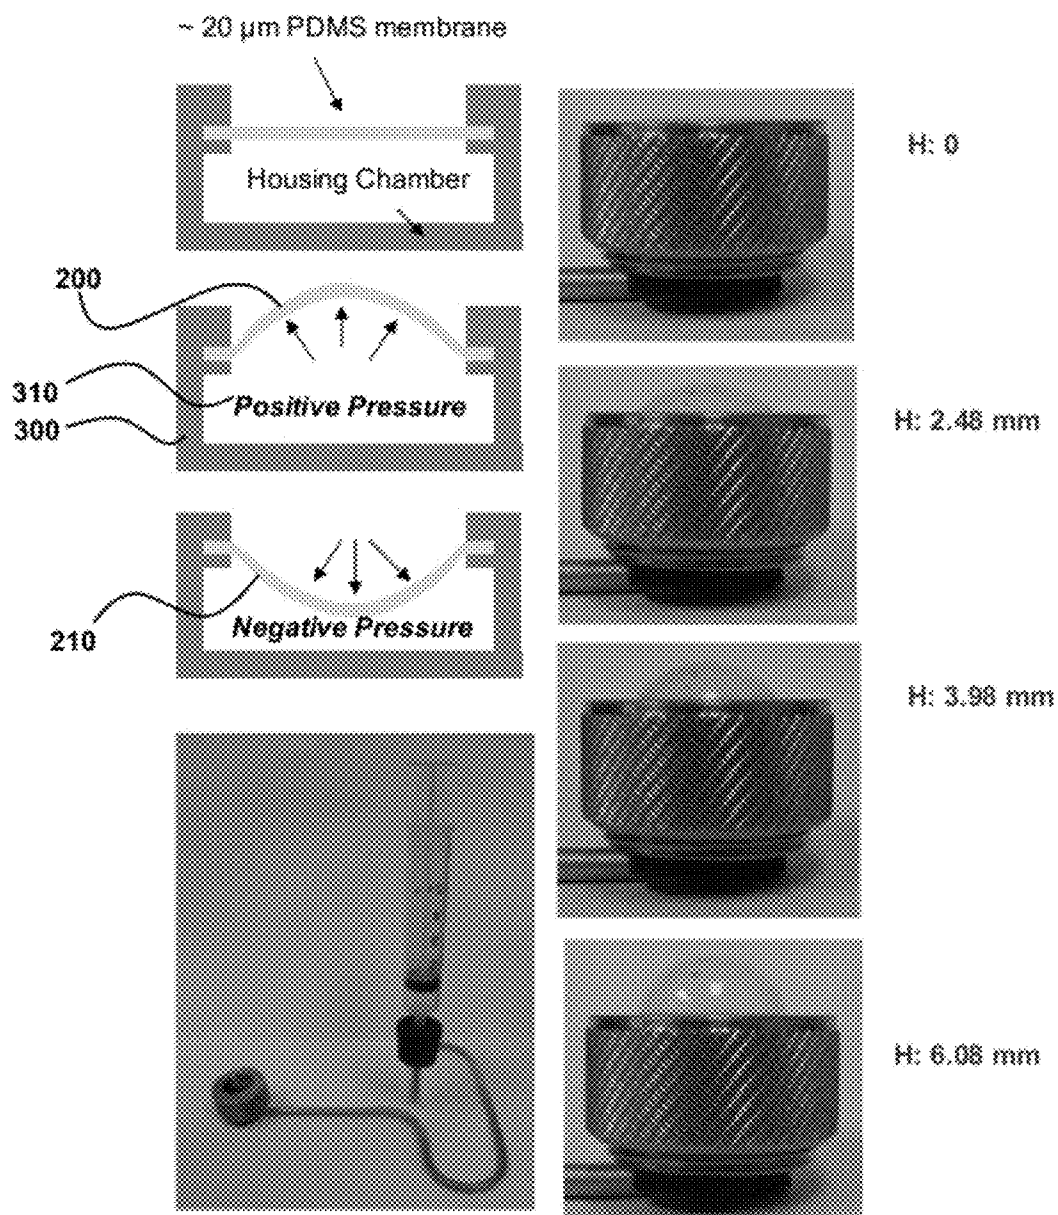 ~ 20 µm PDMS membrane
H: 0
Housing Chamber
200
310
Positive Pressure
300
H: 2.48 mm
210
Negative Pressure
H: 3.98 mm
H: 6.08 mm